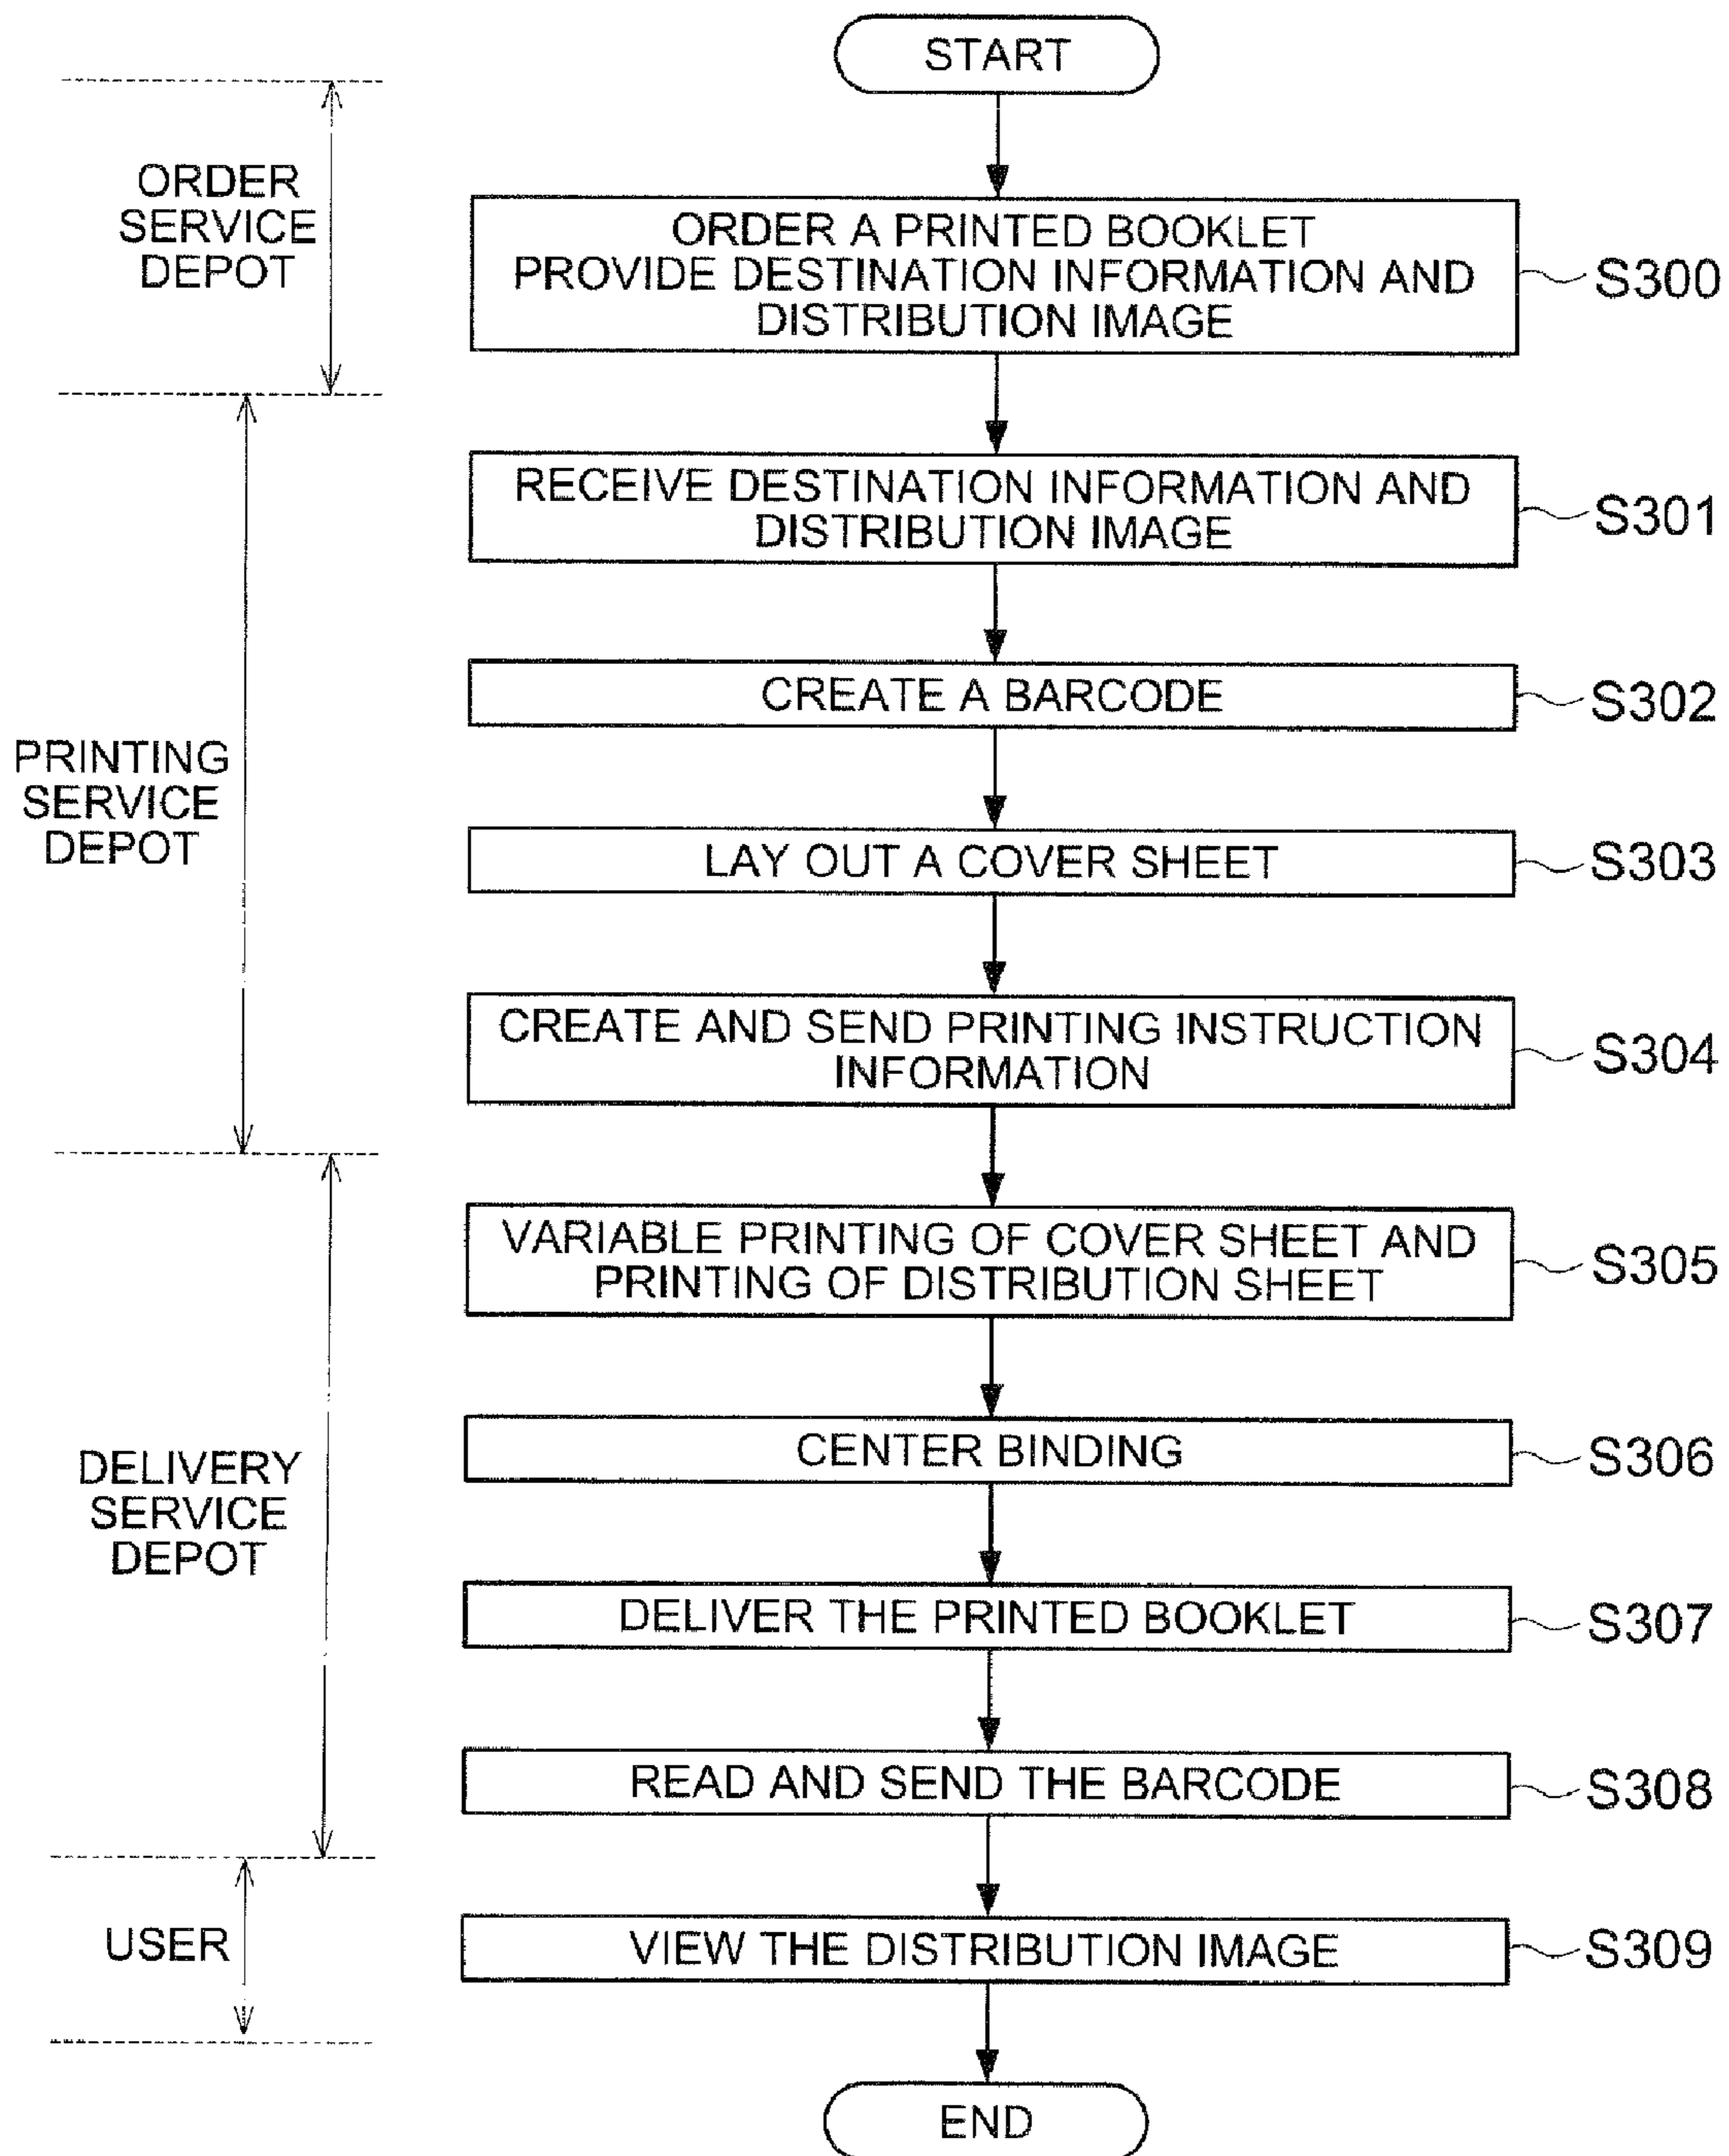 START
ORDER
SERVICE
DEPOT
ORDER A PRINTED BOOKLET
PROVIDE DESTINATION INFORMATION AND
DISTRIBUTION IMAGE
S300
RECEIVE DESTINATION INFORMATION AND
DISTRIBUTION IMAGE
S301
CREATE A BARCODE
S302
PRINTING
SERVICE
DEPOT
LAY OUT A COVER SHEET
S303
CREATE AND SEND PRINTING INSTRUCTION
INFORMATION
S304
VARIABLE PRINTING OF COVER SHEET AND
PRINTING OF DISTRIBUTION SHEET
S305
CENTER BINDING
S306
DELIVERY
SERVICE
DEPOT
DELIVER THE PRINTED BOOKLET
S307
READ AND SEND THE BARCODE
S308
USER
VIEW THE DISTRIBUTION IMAGE
S309
END